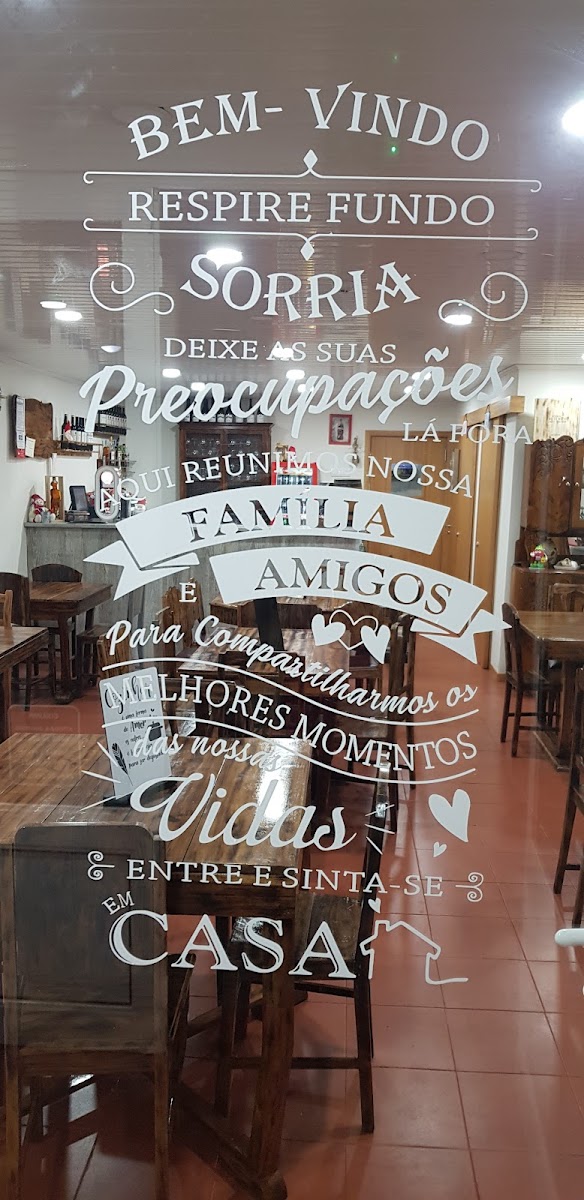 BEM- VINDO
RESPIRE FUNDO
SORRIA
DEIXE AS SUAS
Preocupações
LÁ FORA
AQUI REUNIMOS NOSSA
FAMÍLIA
E AMIGOS
Para Compartilharmos os
MELHORES MOMENTOS
das nossas
Vidas
ENTRE E SINTA-SE
EM
CASA